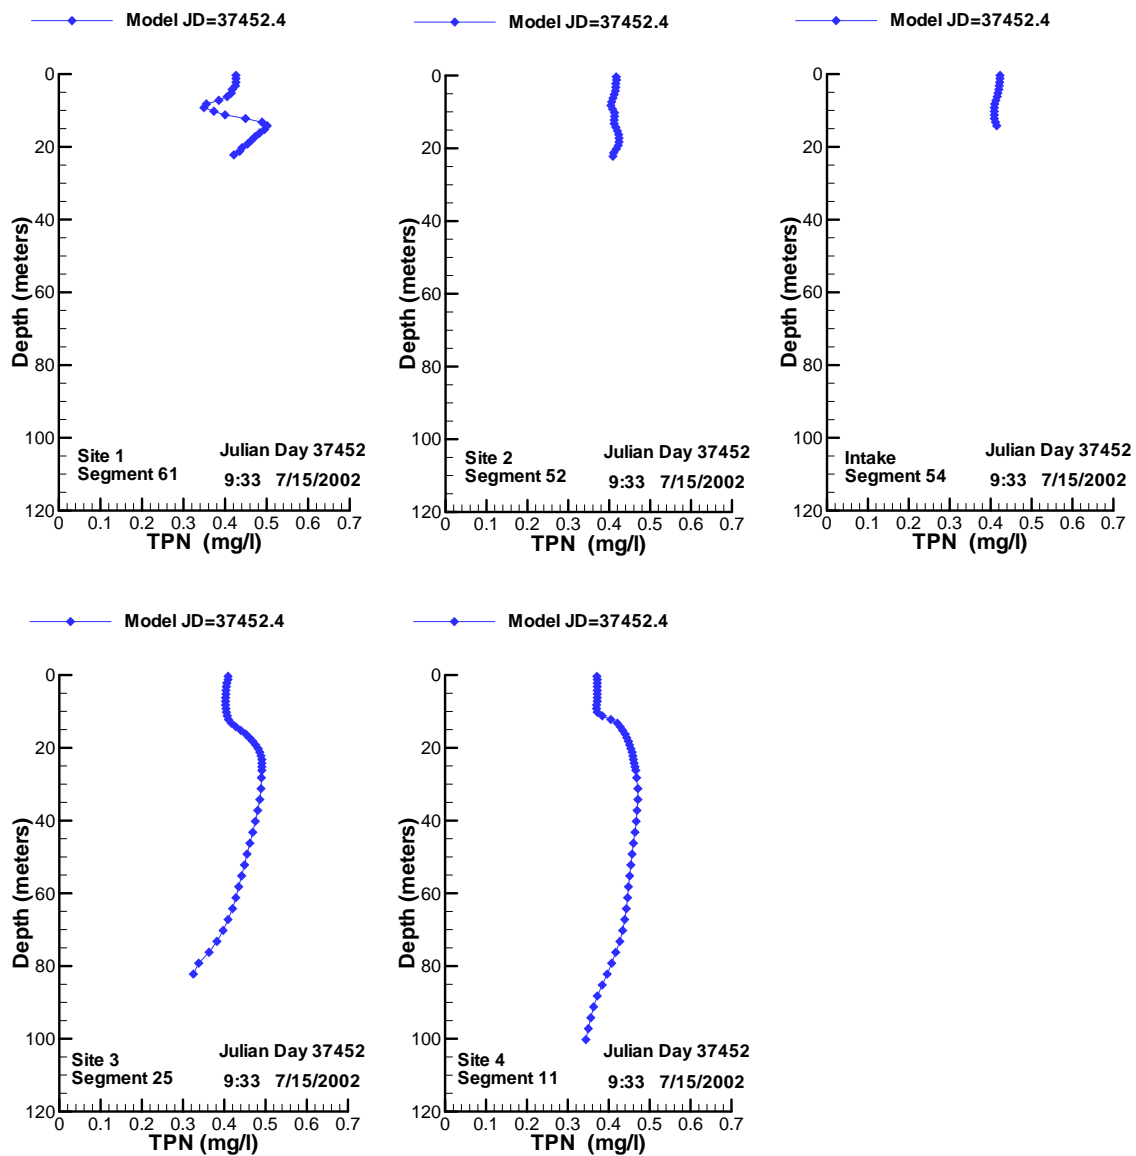 Model JD=37452.4
0
20
40
60
80
100
120
Depth (meters)
Site 1
Segment 61
Julian Day 37452
9:33 7/15/2002
0 0.1 0.2 0.3 0.4 0.5 0.6 0.7
TPN (mg/l)
Model JD=37452.4
0
20
40
60
80
100
120
Depth (meters)
Site 2
Segment 52
Julian Day 37452
9:33 7/15/2002
0 0.1 0.2 0.3 0.4 0.5 0.6 0.7
TPN (mg/l)
Model JD=37452.4
0
20
40
60
80
100
120
Depth (meters)
Intake
Segment 54
Julian Day 37452
9:33 7/15/2002
0 0.1 0.2 0.3 0.4 0.5 0.6 0.7
TPN (mg/l)
Model JD=37452.4
0
20
40
60
80
100
120
Depth (meters)
Site 3
Segment 25
Julian Day 37452
9:33 7/15/2002
0 0.1 0.2 0.3 0.4 0.5 0.6 0.7
TPN (mg/l)
Model JD=37452.4
0
20
40
60
80
100
120
Depth (meters)
Site 4
Segment 11
Julian Day 37452
9:33 7/15/2002
0 0.1 0.2 0.3 0.4 0.5 0.6 0.7
TPN (mg/l)